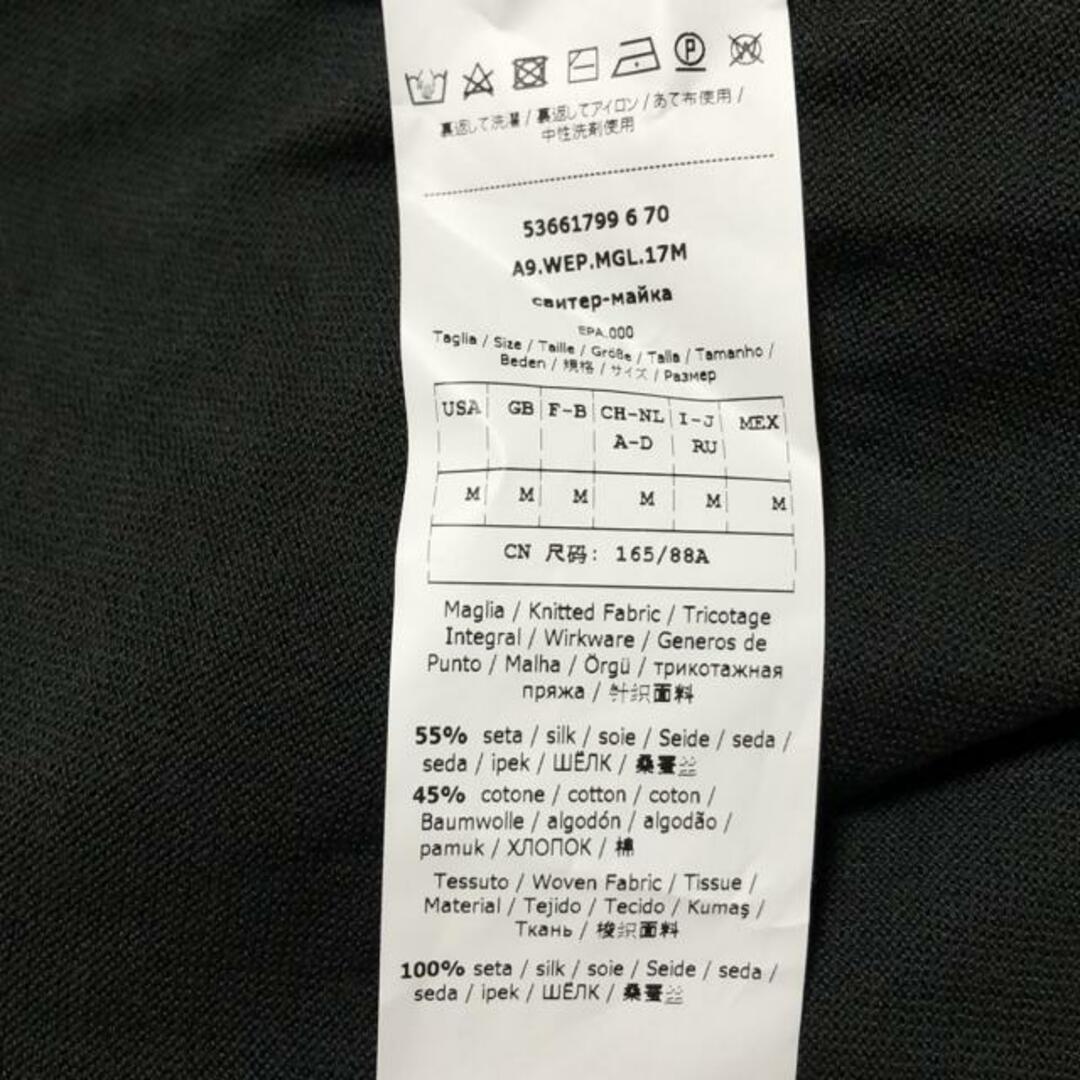 P
裏返して洗濯 / 裏返してアイロン / あて布使用 /
中性洗剤使用
53661799 6 70
A9.WEP.MGL.17M
свитер-майка
EPA.000
Taglia / Size / Taille / Größe / Talla / Tamanho /
Beden / 規格 / サイズ / Размер
USA GB F-B CH-NL I-J MEX
A-D RU
M M M M M M
CN 尺码: 165/88A
Maglia / Knitted Fabric / Tricotage
Integral / Wirkware / Generos de
Punto / Malha / Örgü / трикотажная
пряжа / 针织面料
55% seta / silk / soie / Seide / seda /
seda / ipek / ШЁЛК / 桑蚕丝
45% cotone / cotton / coton /
Baumwolle / algodón / algodão /
pamuk / ХЛОПОК / 棉
Tessuto / Woven Fabric / Tissue /
Material / Tejido / Tecido / Kumaş /
Ткань / 梭织面料
100% seta / silk / soie / Seide / seda /
seda / ipek / ШЁЛК / 桑蚕丝